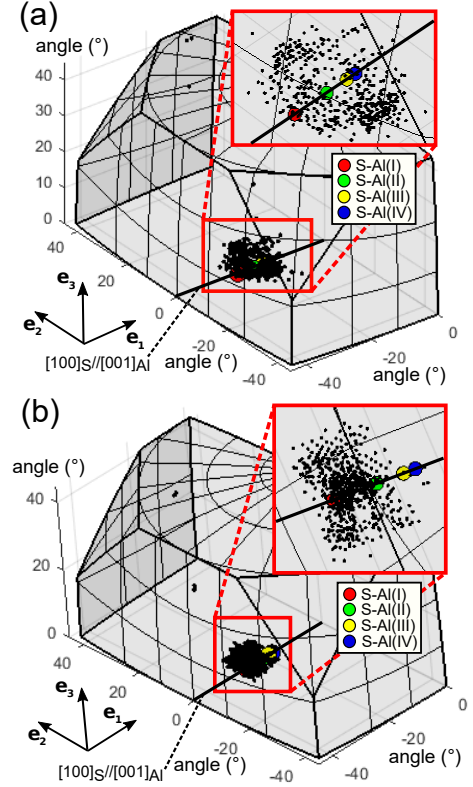 (a)
angle (°)
40
30
20
10
0
S-Al(I)
S-Al(II)
S-Al(III)
S-Al(IV)
40
20
0
-20
-40
0
-20
-40
e3
e2
e1
[100]S//[001]Al
angle (°)
angle (°)
(b)
angle (°)
40
20
0
S-Al(I)
S-Al(II)
S-Al(III)
S-Al(IV)
40
20
0
-20
-40
0
-20
-40
e3
e2
e1
[100]S//[001]Al
angle (°)
angle (°)